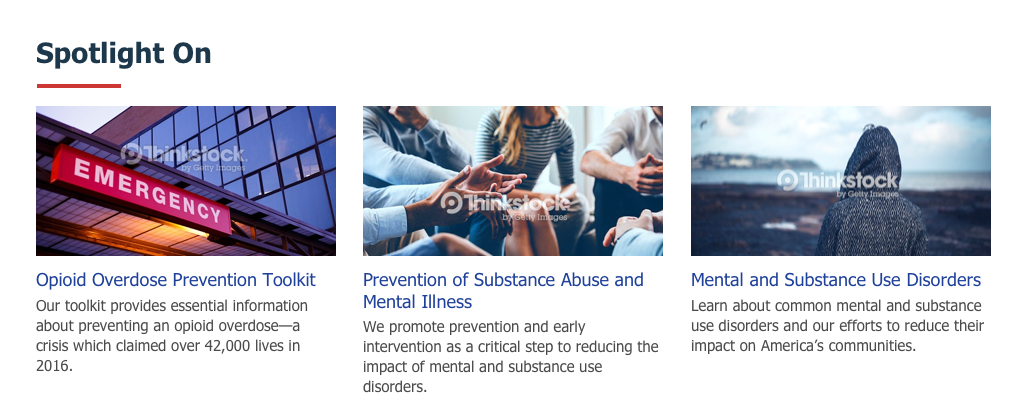 Spotlight On
Thinkstock
by Getty Images
EMERGENCY
Thinkstock
by Getty Images
Thinkstock
by Getty Images
Opioid Overdose Prevention Toolkit
Our toolkit provides essential information
about preventing an opioid overdose—a
crisis which claimed over 42,000 lives in
2016.
Prevention of Substance Abuse and
Mental Illness
We promote prevention and early
intervention as a critical step to reducing the
impact of mental and substance use
disorders.
Mental and Substance Use Disorders
Learn about common mental and substance
use disorders and our efforts to reduce their
impact on America’s communities.